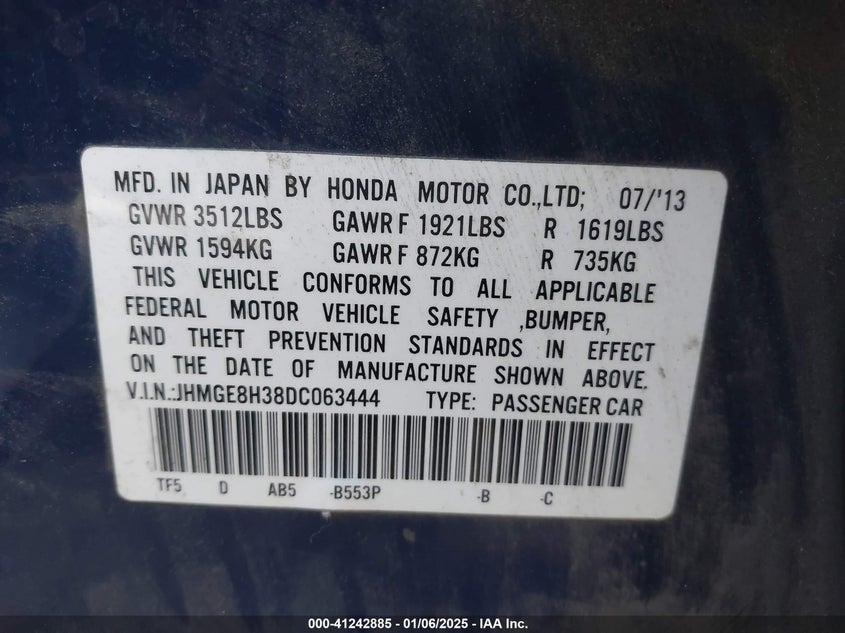 MFD. IN JAPAN BY HONDA MOTOR CO.,LTD; 07/'13
GVWR 3512LBS GAWR F 1921LBS R 1619LBS
GVWR 1594KG GAWR F 872KG R 735KG
THIS VEHICLE CONFORMS TO ALL APPLICABLE
FEDERAL MOTOR VEHICLE SAFETY ,BUMPER,
AND THEFT PREVENTION STANDARDS IN EFFECT
ON THE DATE OF MANUFACTURE SHOWN ABOVE.
V.I.N.:JHMGE8H38DC063444 TYPE: PASSENGER CAR
TF5 D AB5 -B553P -B -C
000-41242885 - 01/06/2025 - IAA Inc.